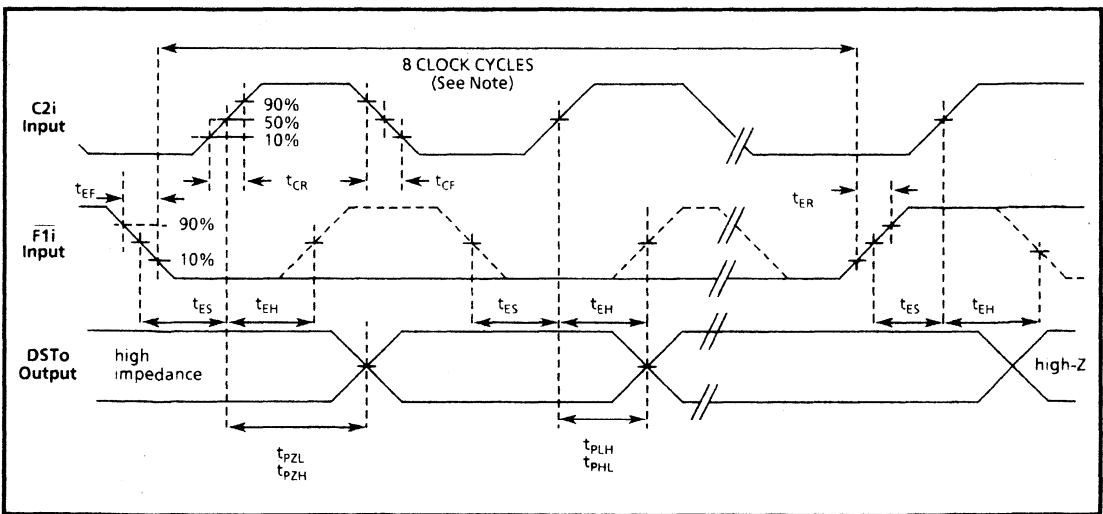 8 CLOCK CYCLES
(See Note)
C2i
Input
90%
50%
10%
tCR
tCF
tEF
tER
F1i
Input
90%
10%
tES
tEH
tES
tEH
tES
tEH
DSTo
Output
high
impedance
high-Z
tPZL
tPZH
tPLH
tPHL